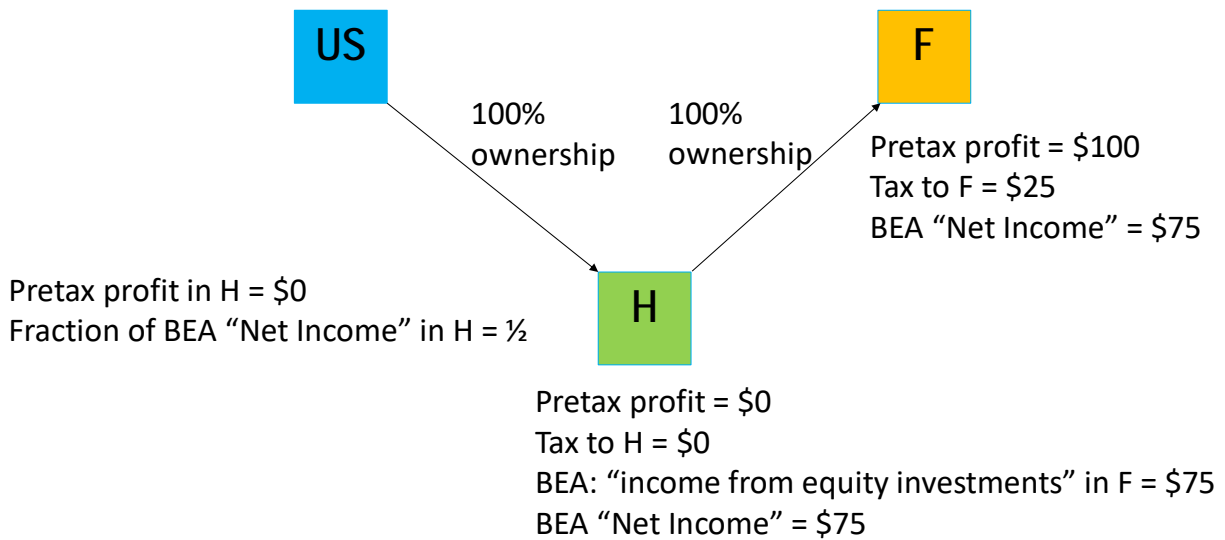 US
F
100%
ownership
100%
ownership
Pretax profit = $100
Tax to F = $25
BEA “Net Income” = $75
Pretax profit in H = $0
Fraction of BEA “Net Income” in H = ½
H
Pretax profit = $0
Tax to H = $0
BEA: “income from equity investments” in F = $75
BEA “Net Income” = $75